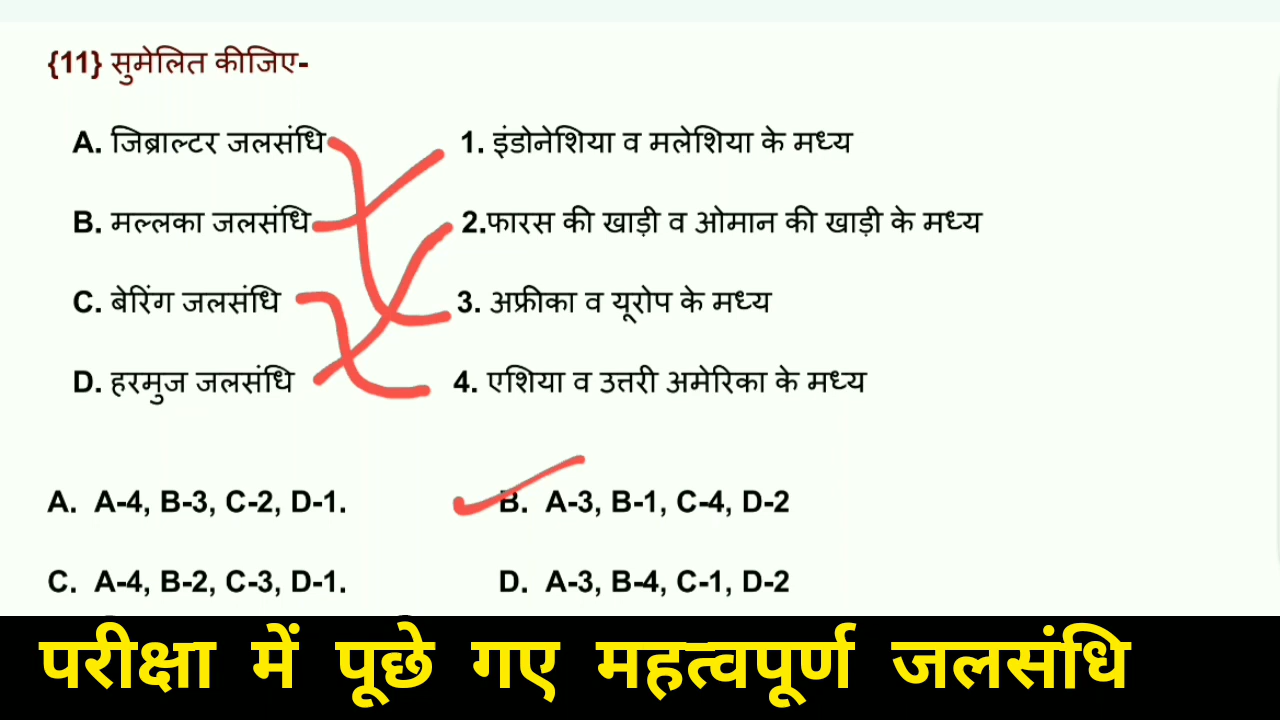 {11} सुमेलित कीजिए-
A. जिब्राल्टर जलसंधि 1. इंडोनेशिया व मलेशिया के मध्य
B. मल्लका जलसंधि 2.फारस की खाड़ी व ओमान की खाड़ी के मध्य
C. बेरिंग जलसंधि 3. अफ्रीका व यूरोप के मध्य
D. हरमुज जलसंधि 4. एशिया व उत्तरी अमेरिका के मध्य
A. A-4, B-3, C-2, D-1. B. A-3, B-1, C-4, D-2
C. A-4, B-2, C-3, D-1. D. A-3, B-4, C-1, D-2
परीक्षा में पूछे गए महत्वपूर्ण जलसंधि